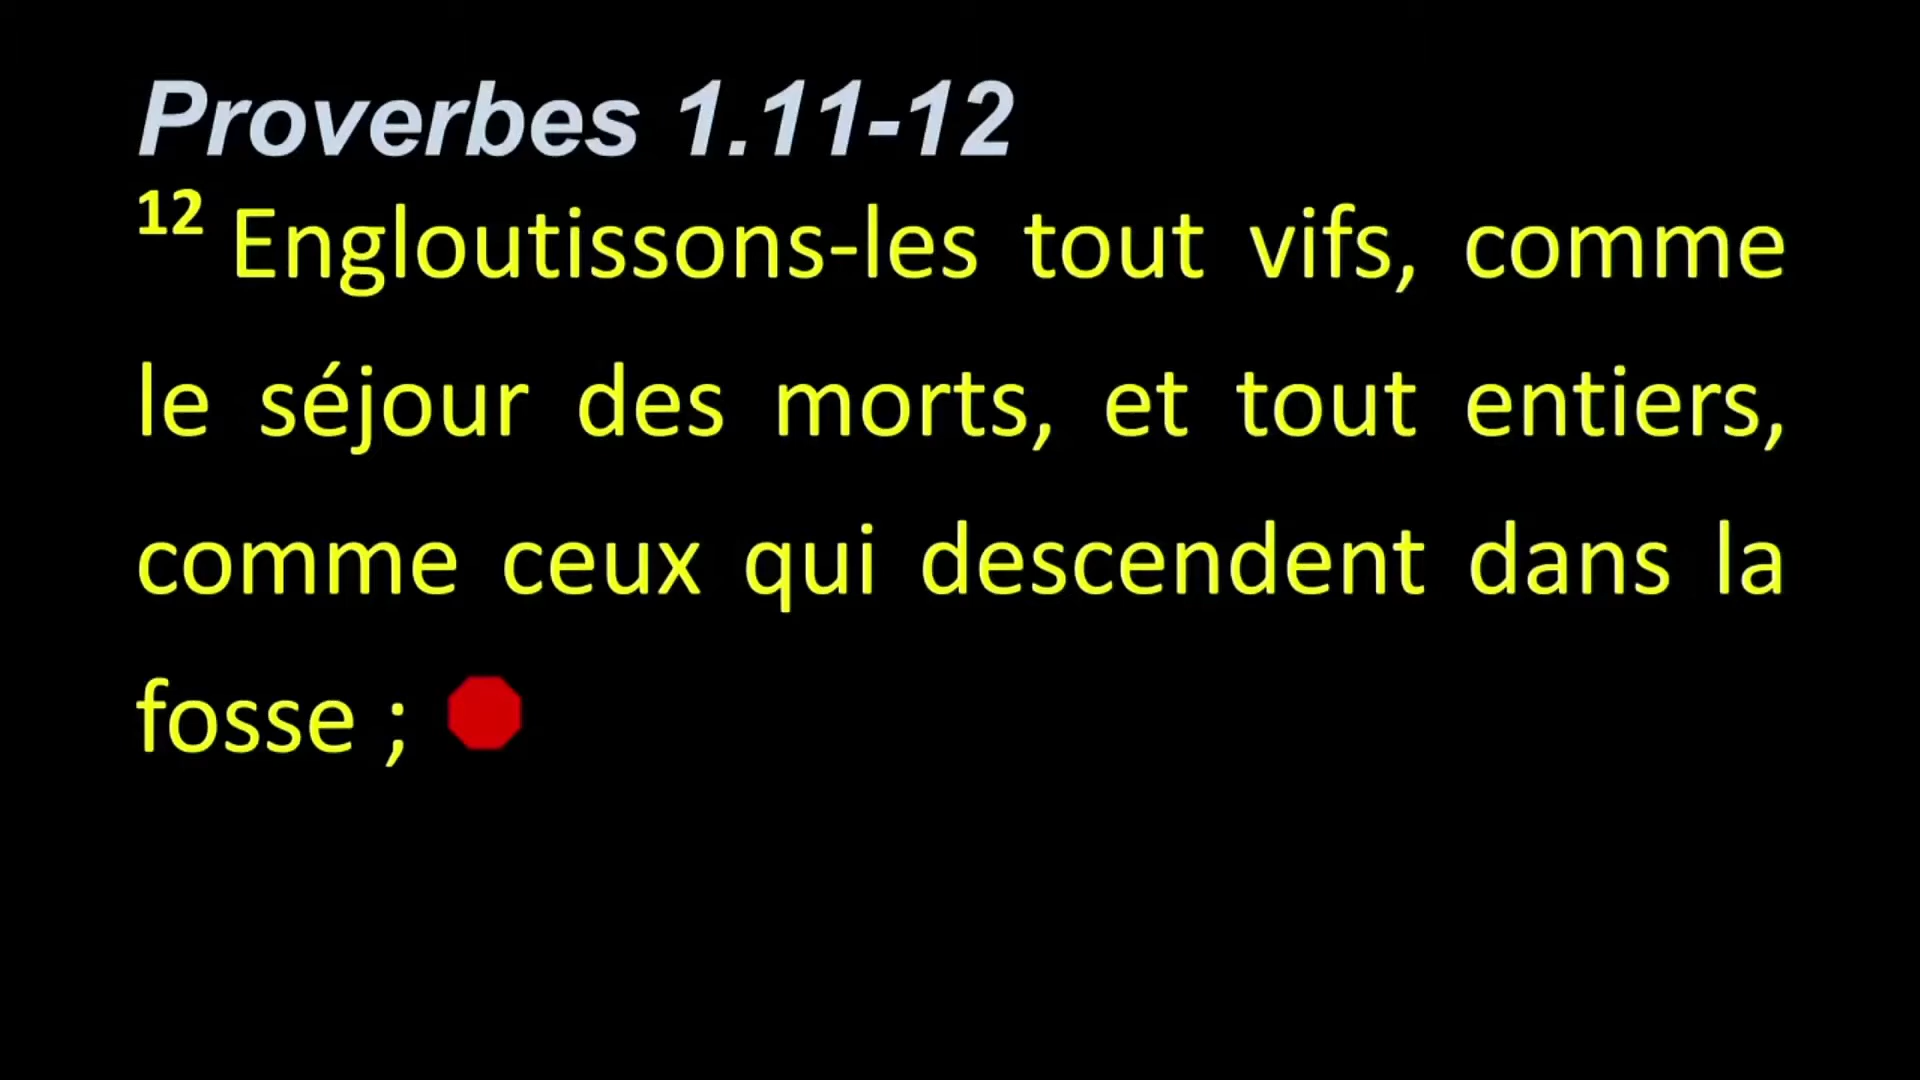 Proverbes 1.11-12
12 Engloutissons-les tout vifs, comme
le séjour des morts, et tout entiers,
comme ceux qui descendent dans la
fosse ;